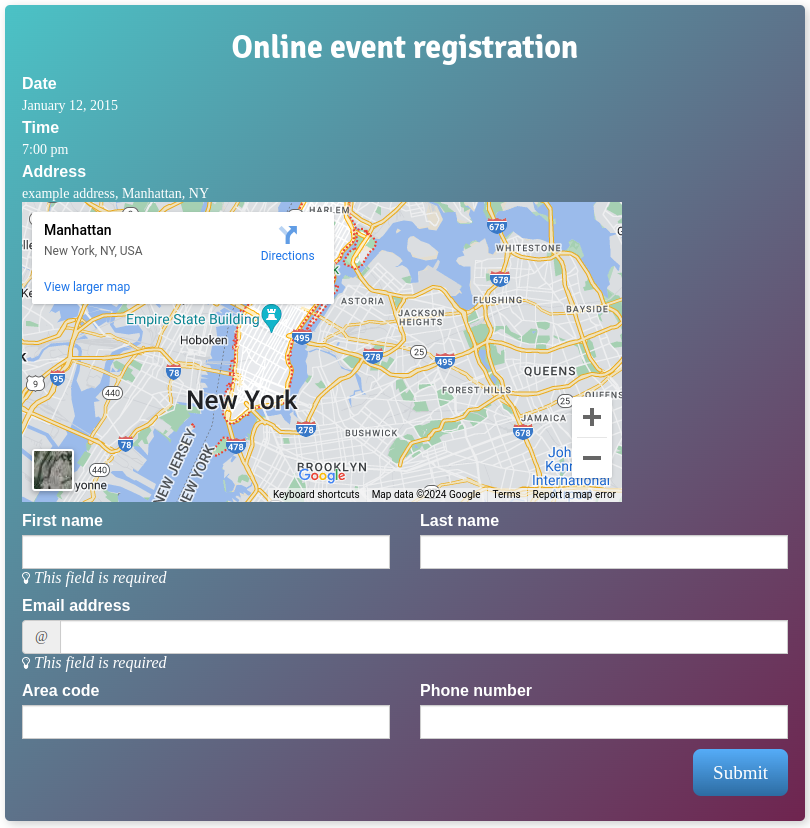 Online event registration
Date
January 12, 2015
Time
7:00 pm
Address
example address, Manhattan, NY
Manhattan
New York, NY, USA
Directions
View larger map
HARLEM
678
WHITESTONE
678
FLUSHING
BAYSIDE
ASTORIA
JACKSON
HEIGHTS
Empire State Building
495
Hoboken
278
25
495
QUEENS
9
95
78
440
New York
FOREST HILLS
25
QUEENS
JAMAICA
278
BUSHWICK
678
78
478
NEW JERSEY
NEW YORK
440
yonne
BROOKLYN
Google
Joh
Kenn
International
Keyboard shortcuts
Map data ©2024 Google
Terms
Report a map error
First name
Last name
This field is required
Email address
@
This field is required
Area code
Phone number
Submit